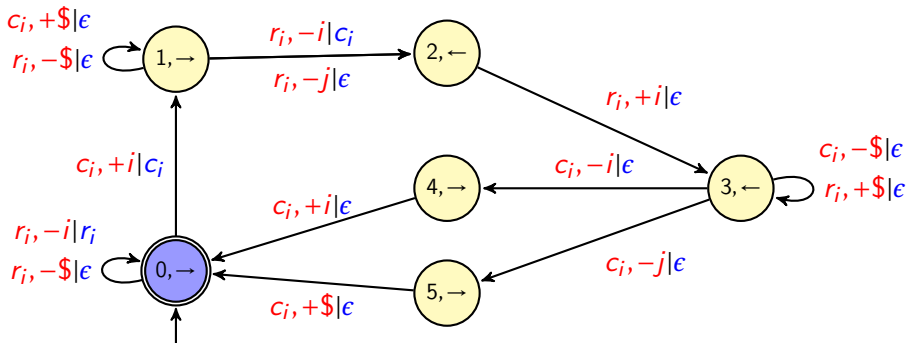 c_i, +$|ϵ
r_i, −$|ϵ
1, →
r_i, −i|c_i
r_i, −j|ϵ
2, ←
r_i, +i|ϵ
c_i, +i|c_i
c_i, −i|ϵ
4, →
3, ←
c_i, −$|ϵ
r_i, +$|ϵ
c_i, +i|ϵ
r_i, −i|r_i
r_i, −$|ϵ
0, →
c_i, −j|ϵ
5, →
c_i, +$|ϵ